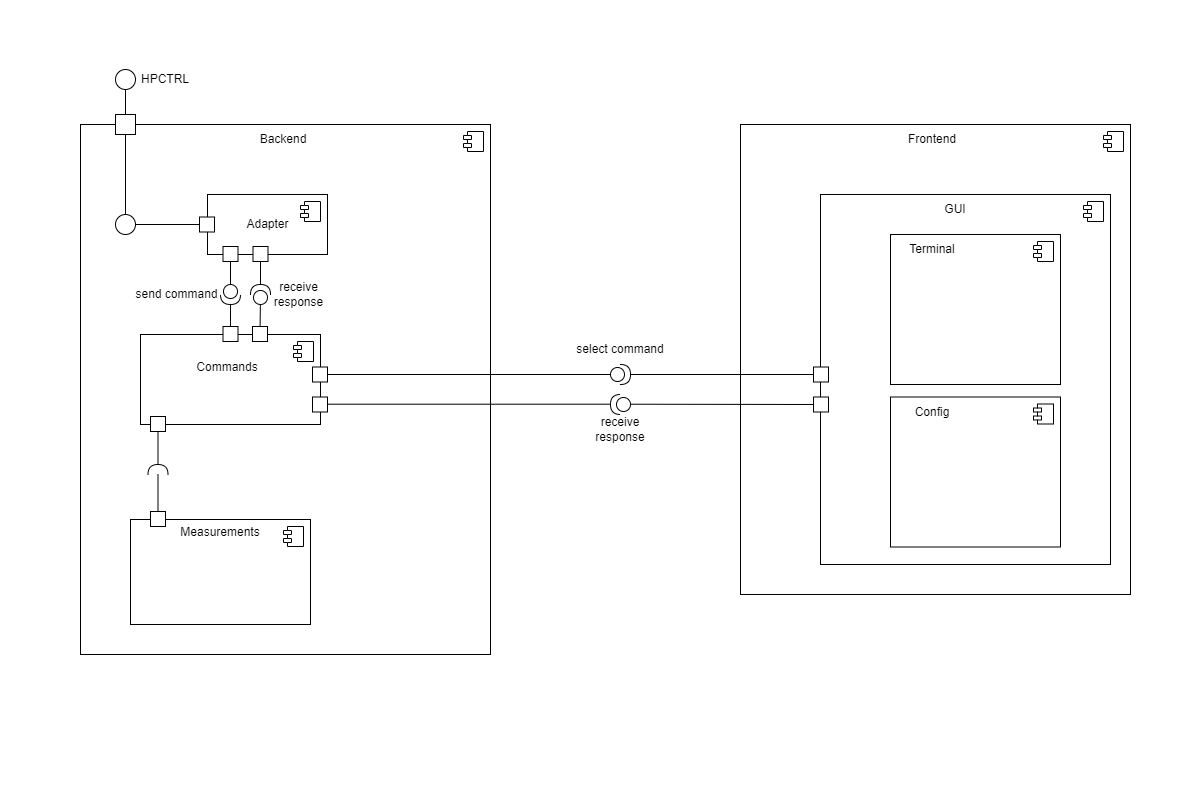 HPCTRL
Backend
Frontend
Adapter
GUI
Terminal
send command
receive
response
Commands
select command
receive
response
Config
Measurements